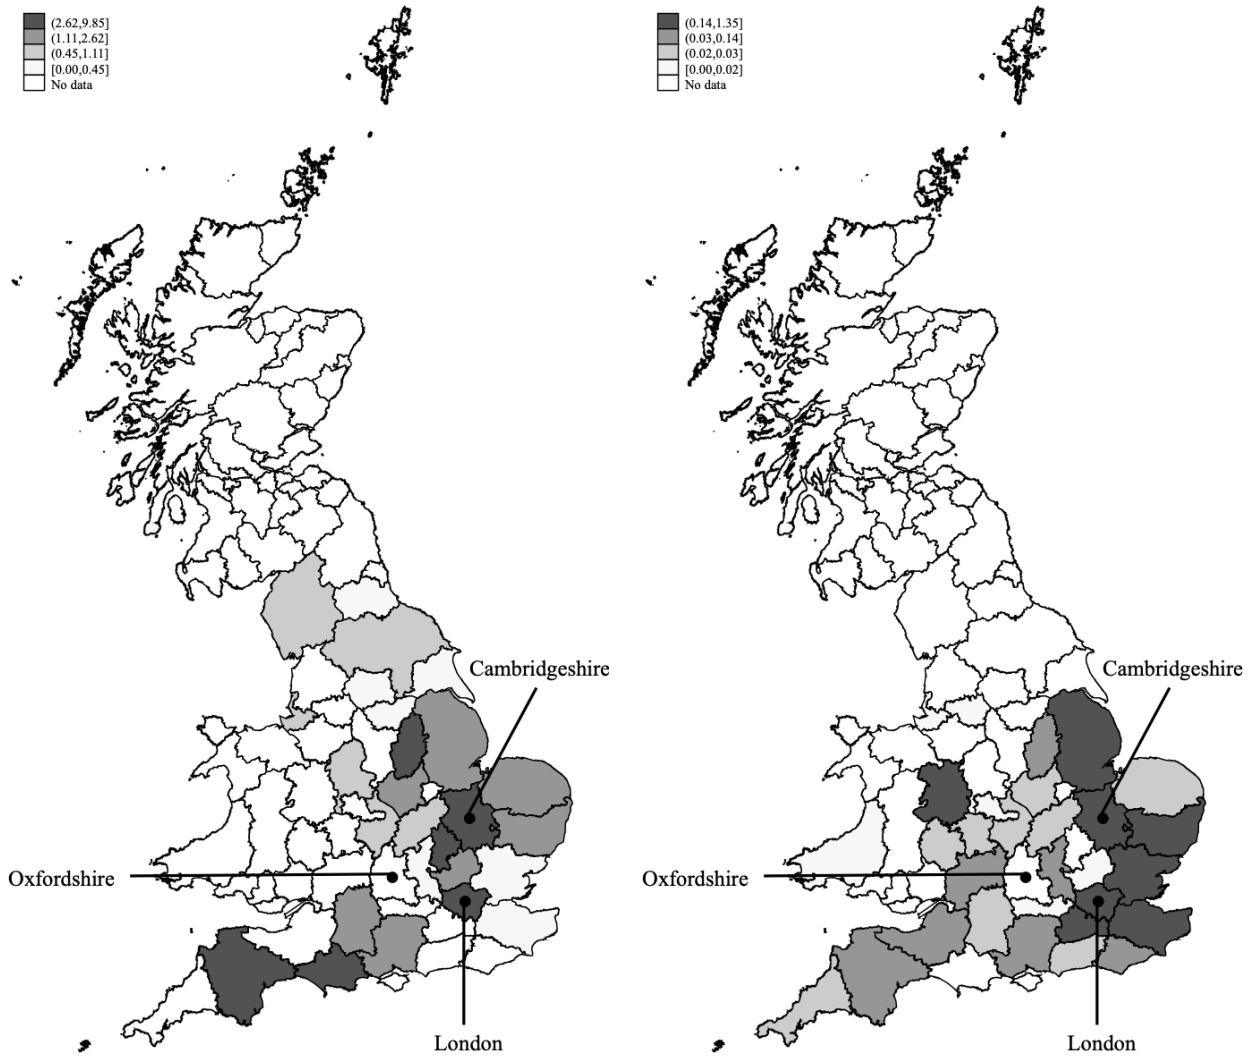 (2.62,9.85]
(1.11,2.62]
(0.45,1.11]
[0.00,0.45]
No data
Cambridgeshire
Oxfordshire
London
(0.14,1.35]
(0.03,0.14]
(0.02,0.03]
[0.00,0.02]
No data
Cambridgeshire
Oxfordshire
London